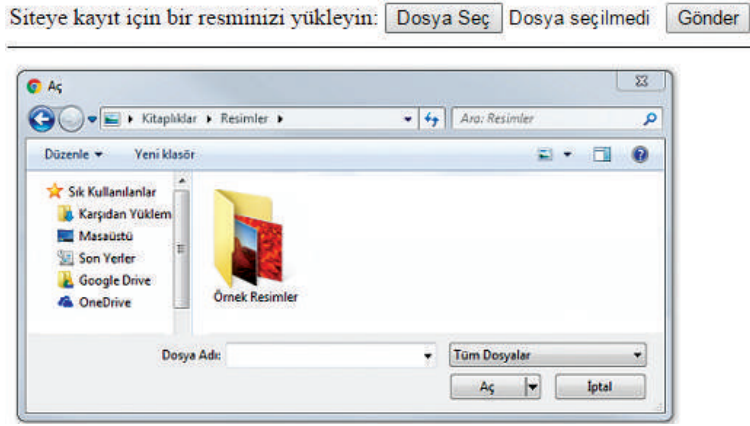 Siteye kayıt için bir resminizi yükleyin: Dosya Seç Dosya seçilmedi Gönder
Aç
Kitaplıklar Resimler Ara: Resimler
Düzenle Yeni klasör
Sık Kullanılanlar
Karşıdan Yüklem
Masaüstü
Son Yerler
Google Drive
OneDrive
Örnek Resimler
Dosya Adı: Tüm Dosyalar
Aç İptal